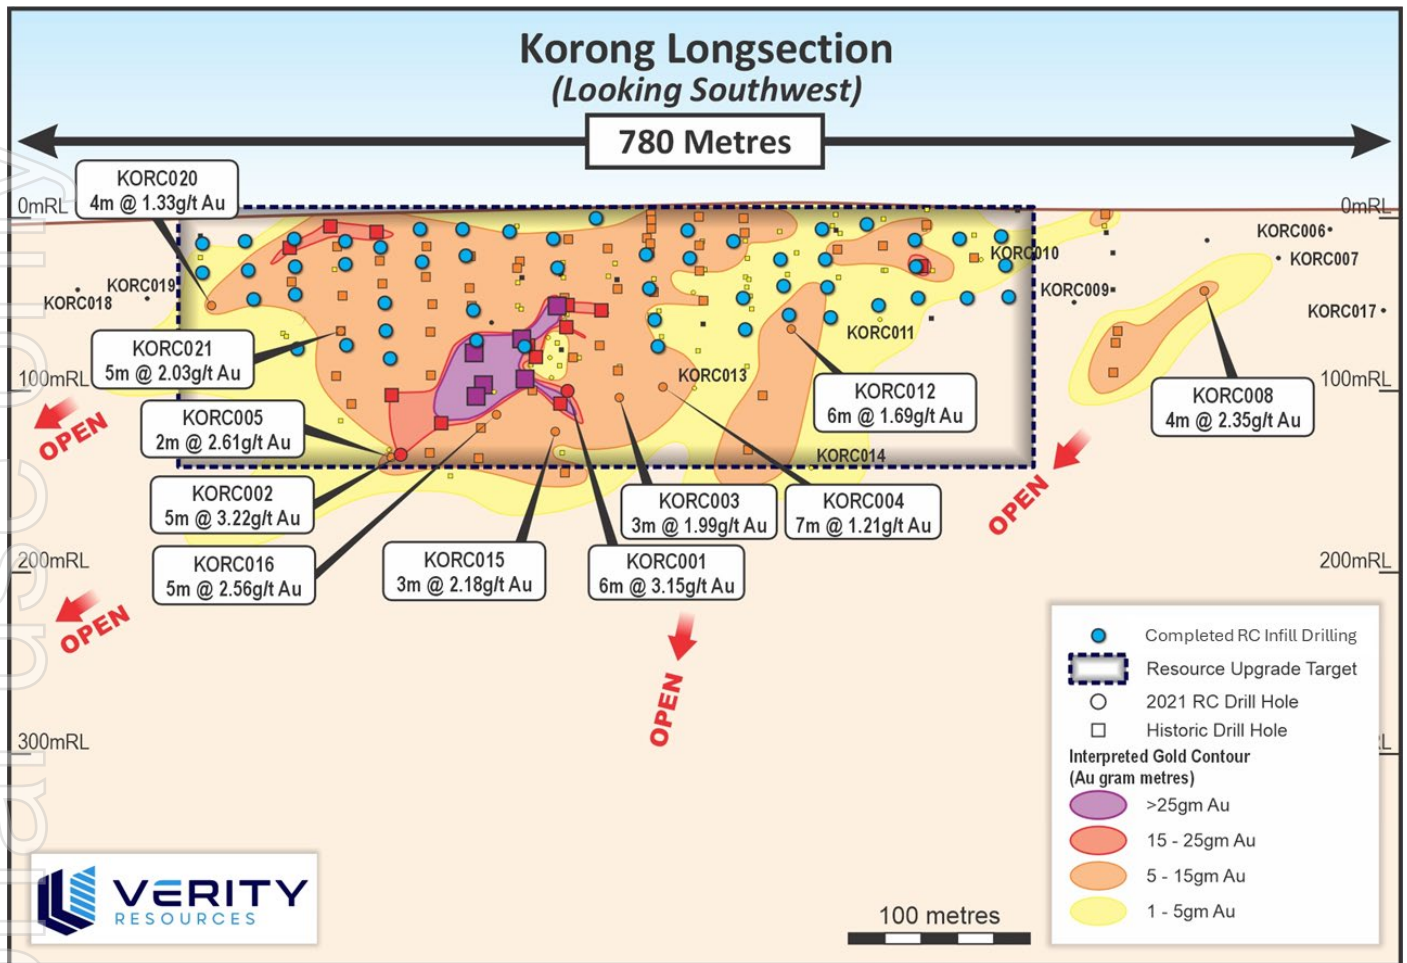 Korong Longsection
(Looking Southwest)
780 Metres
KORC020
4m @ 1.33g/t Au
0mRL
0mRL
KORC006
KORC010
KORC007
KORC019
KORC018
KORC009
KORC017
KORC011
KORC021
5m @ 2.03g/t Au
KORC013
100mRL
100mRL
KORC012
6m @ 1.69g/t Au
KORC008
4m @ 2.35g/t Au
OPEN
KORC005
2m @ 2.61g/t Au
KORC014
OPEN
KORC002
5m @ 3.22g/t Au
KORC003
3m @ 1.99g/t Au
KORC004
7m @ 1.21g/t Au
KORC016
5m @ 2.56g/t Au
KORC015
3m @ 2.18g/t Au
KORC001
6m @ 3.15g/t Au
200mRL
200mRL
OPEN
OPEN
300mRL
Completed RC Infill Drilling
Resource Upgrade Target
2021 RC Drill Hole
Historic Drill Hole
Interpreted Gold Contour
(Au gram metres)
>25gm Au
15 - 25gm Au
5 - 15gm Au
1 - 5gm Au
VERITY
RESOURCES
100 metres